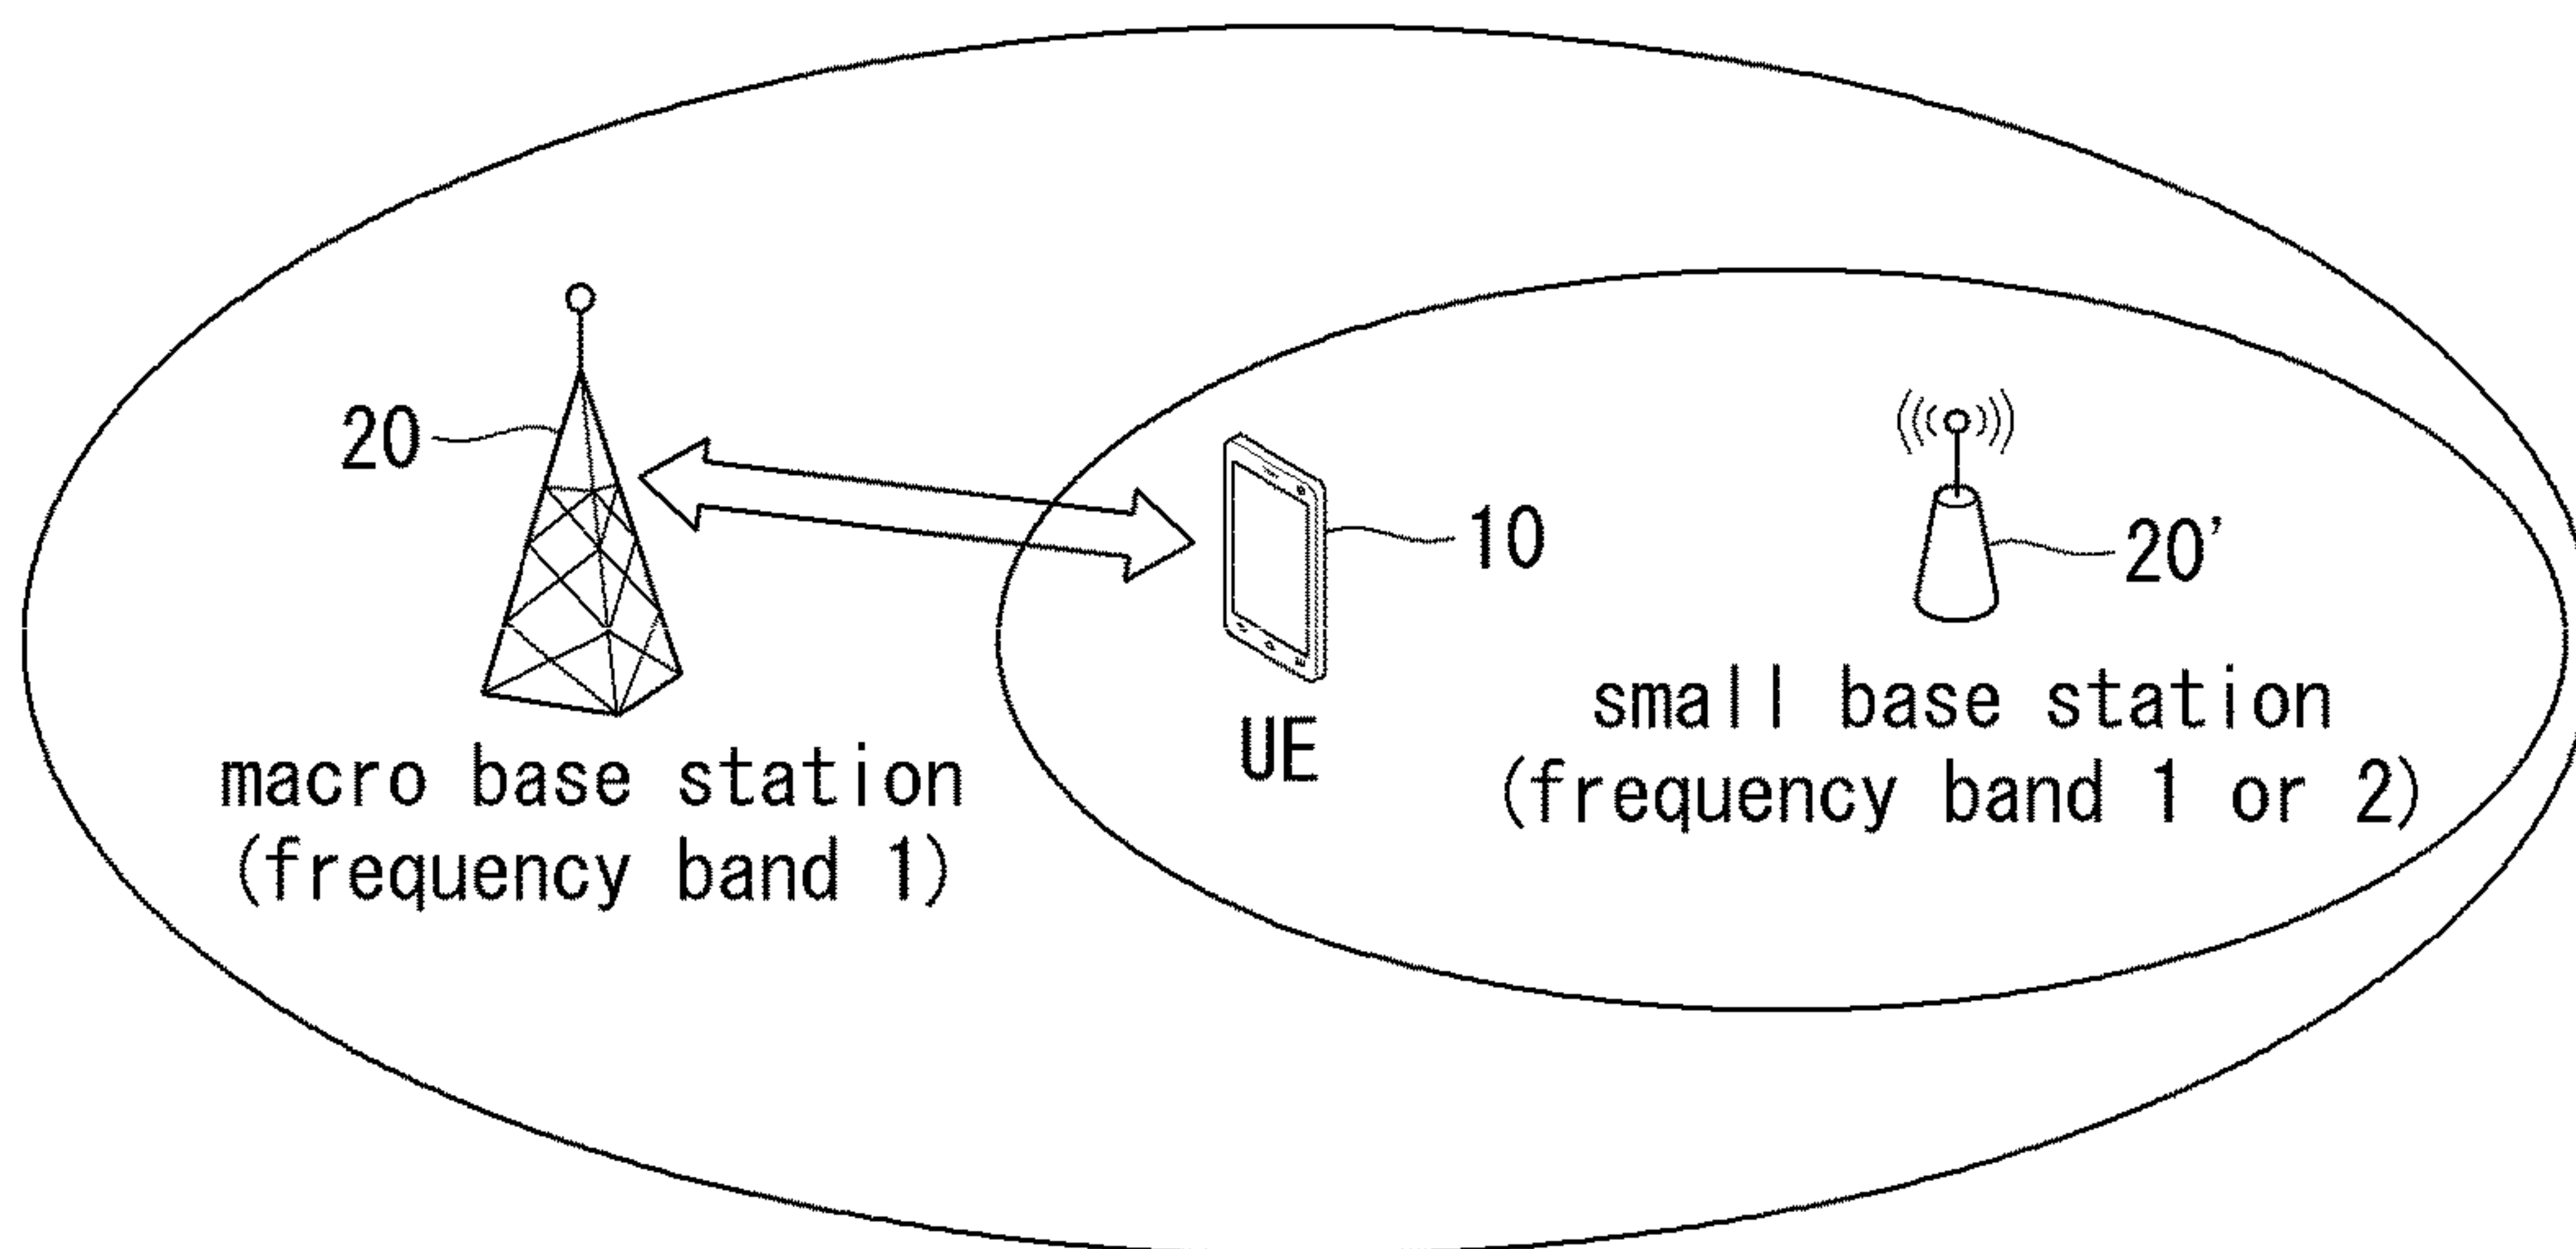 20
10
20'
UE
macro base station
(frequency band 1)
small base station
(frequency band 1 or 2)